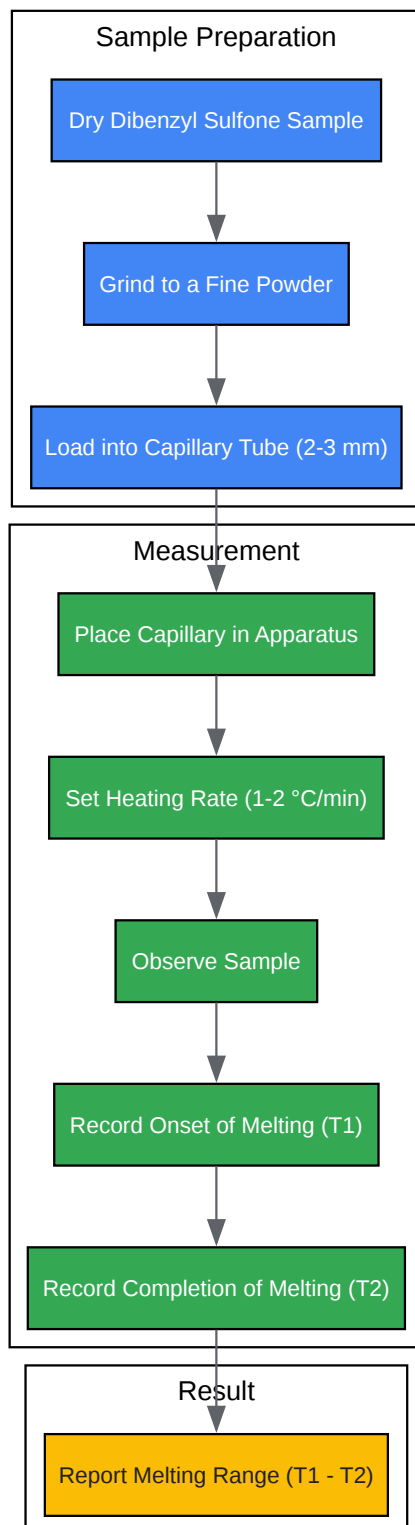 Sample Preparation
Dry Dibenzyl Sulfone Sample
Grind to a Fine Powder
Load into Capillary Tube (2-3 mm)
Measurement
Place Capillary in Apparatus
Set Heating Rate (1-2 °C/min)
Observe Sample
Record Onset of Melting (T1)
Record Completion of Melting (T2)
Result
Report Melting Range (T1 - T2)